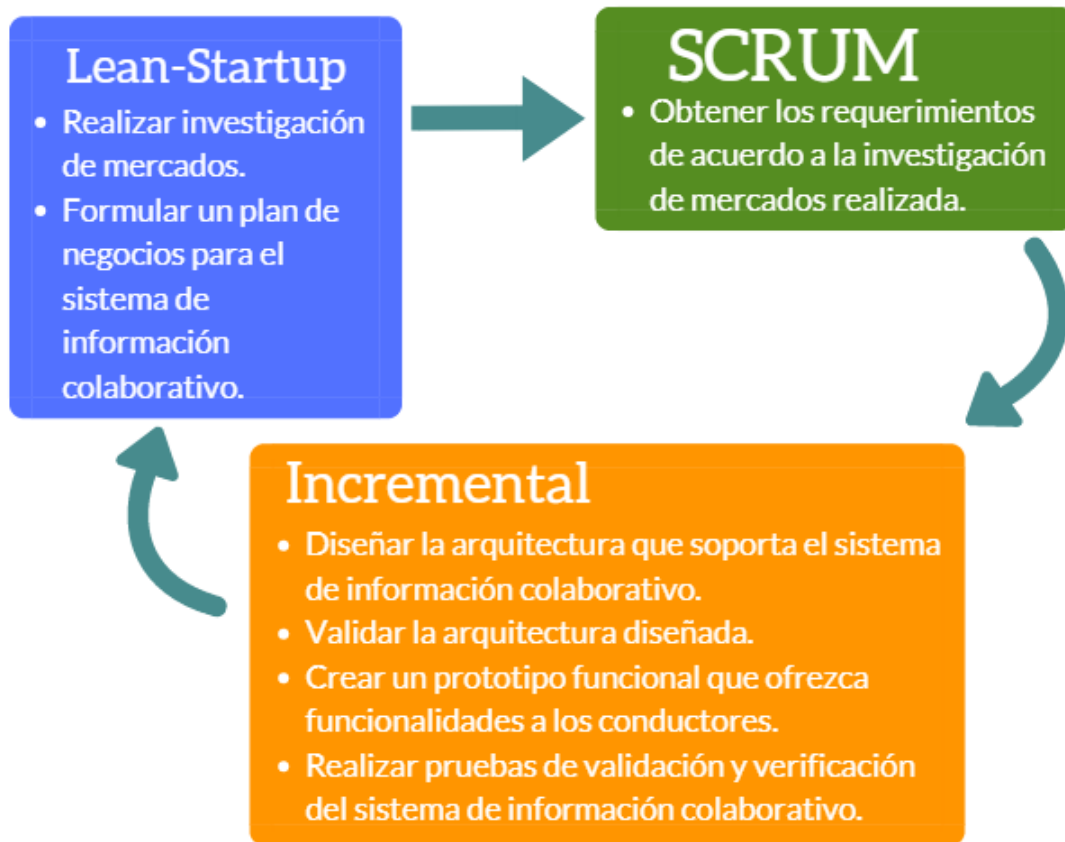 Lean-Startup
• Realizar investigación
de mercados.
• Formular un plan de
negocios para el
sistema de
información
colaborativo.
SCRUM
• Obtener los requerimientos
de acuerdo a la investigación
de mercados realizada.
Incremental
• Diseñar la arquitectura que soporta el sistema
de información colaborativo.
• Validar la arquitectura diseñada.
• Crear un prototipo funcional que ofrezca
funcionalidades a los conductores.
• Realizar pruebas de validación y verificación
del sistema de información colaborativo.